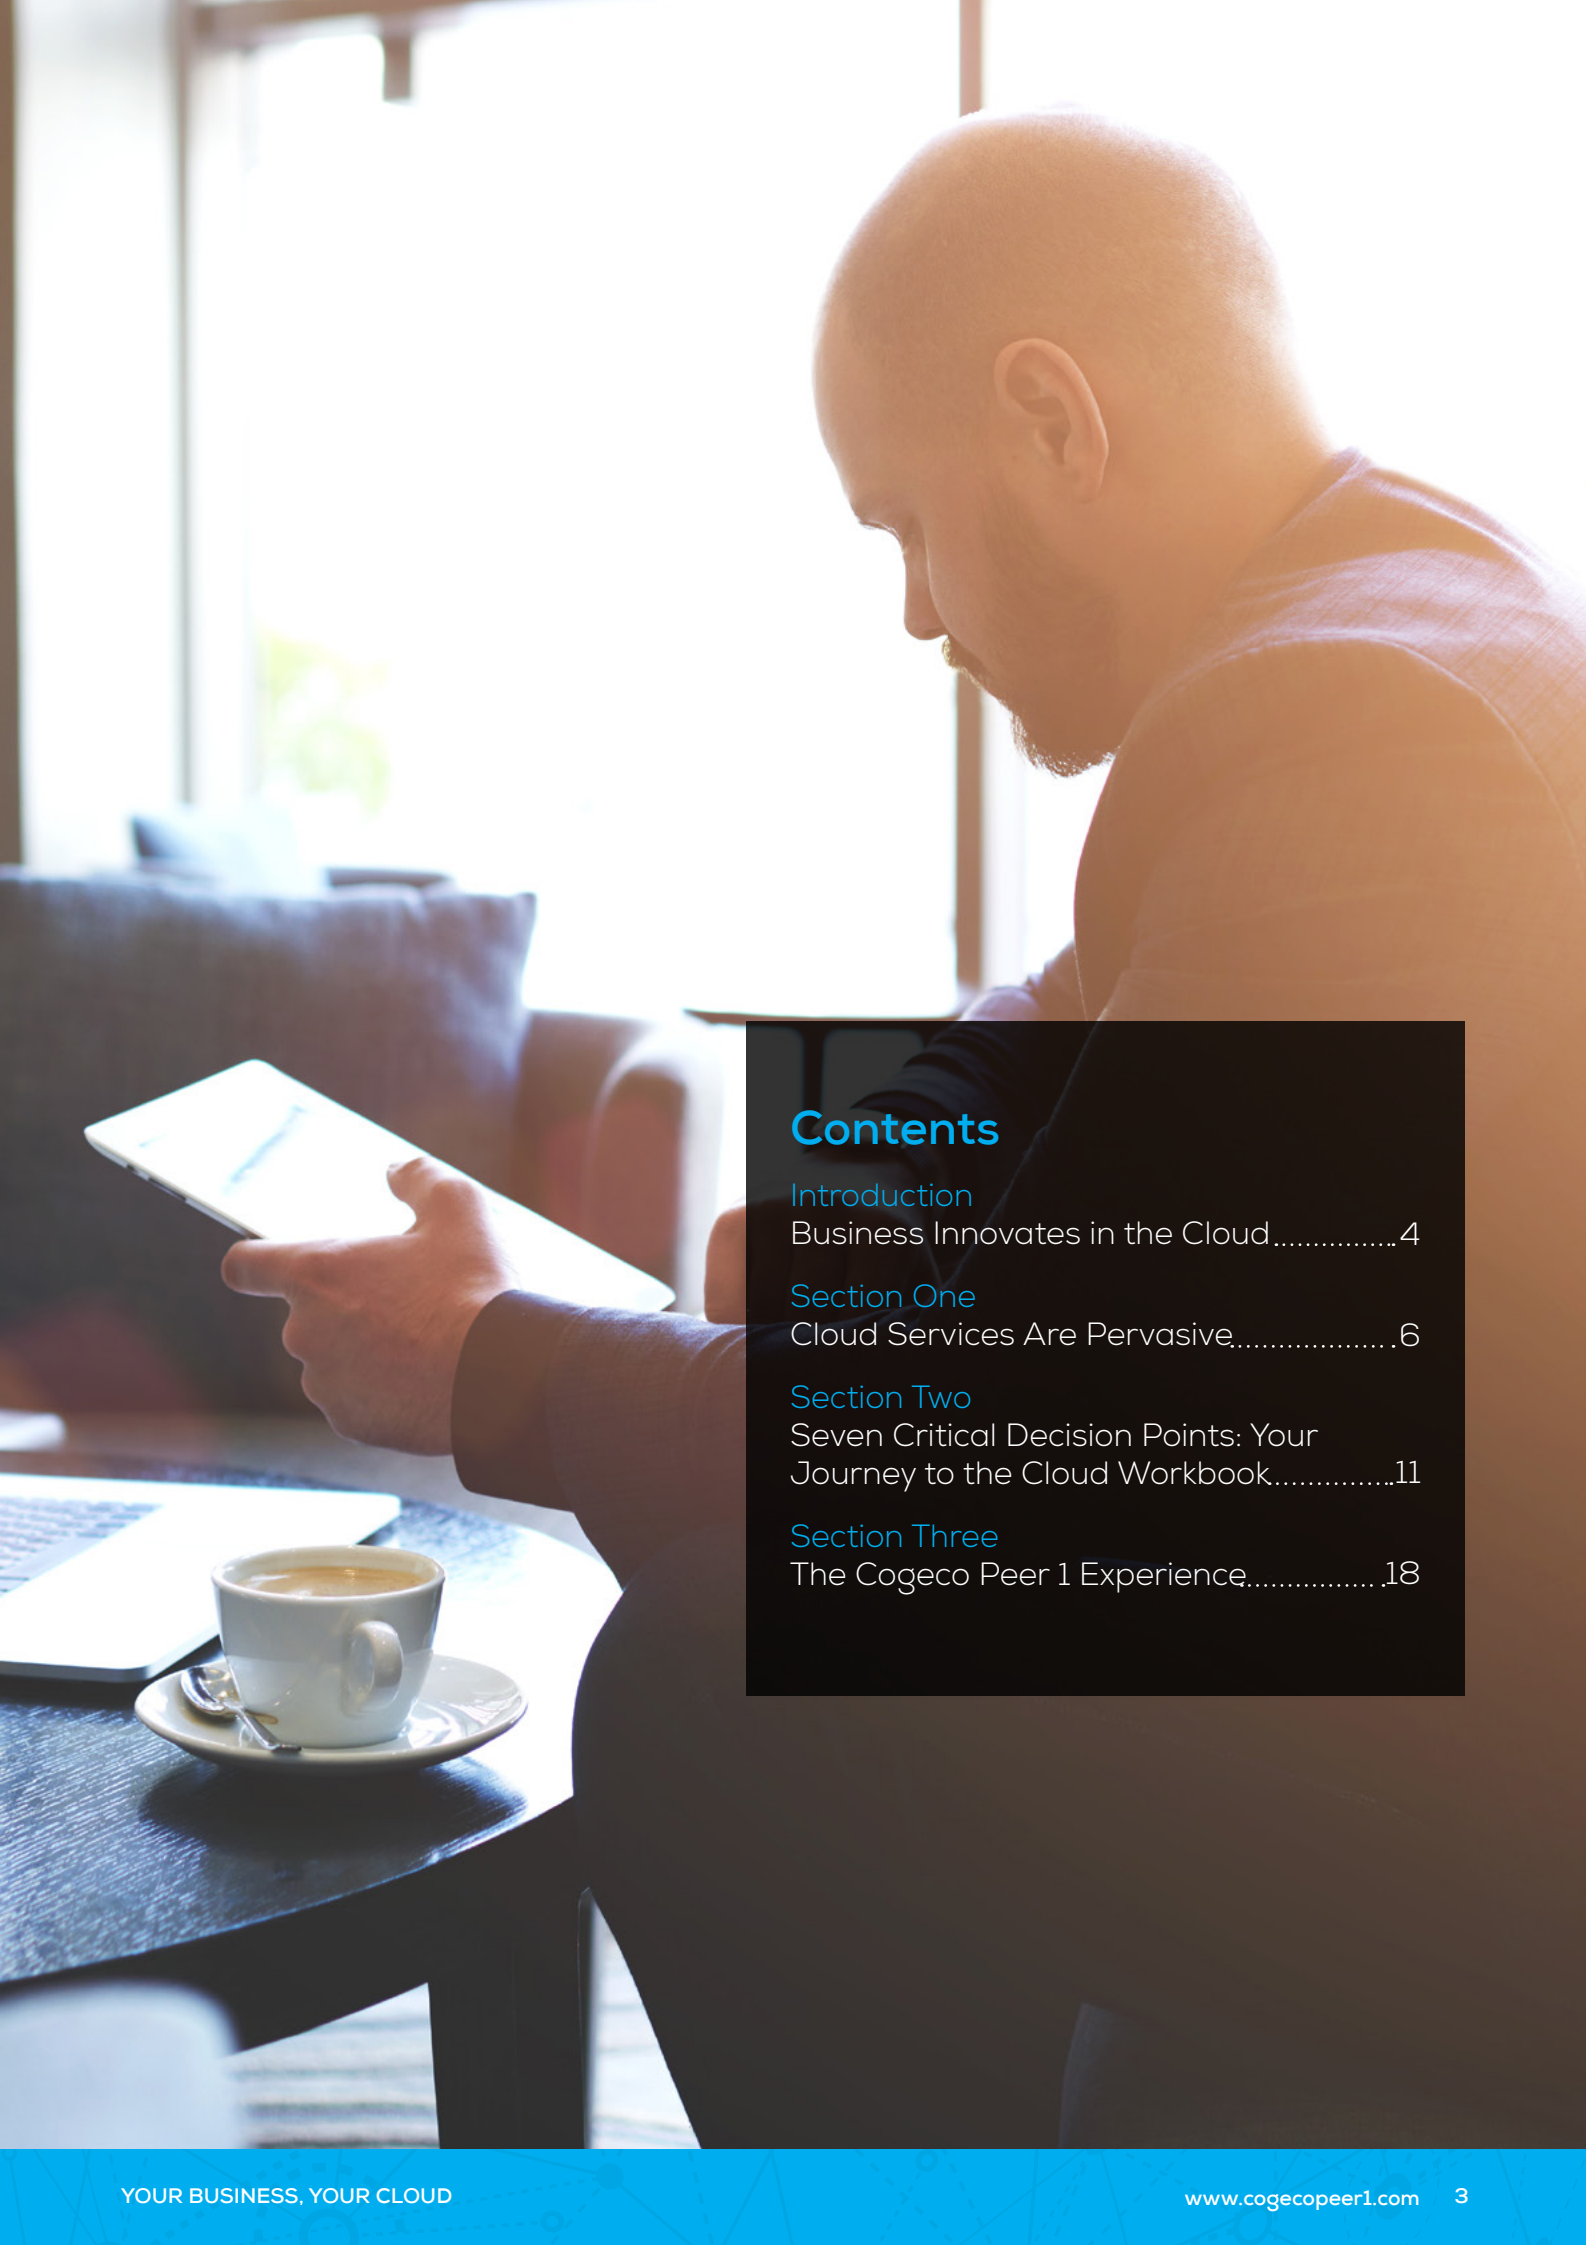 Contents
Introduction
Business Innovates in the Cloud................4
Section One
Cloud Services Are Pervasive.................... .6
Section Two
Seven Critical Decision Points: Your
Journey to the Cloud Workbook................11
Section Three
The Cogeco Peer 1 Experience................. .18
YOUR BUSINESS, YOUR CLOUD
www.cogecopeer1.com 3